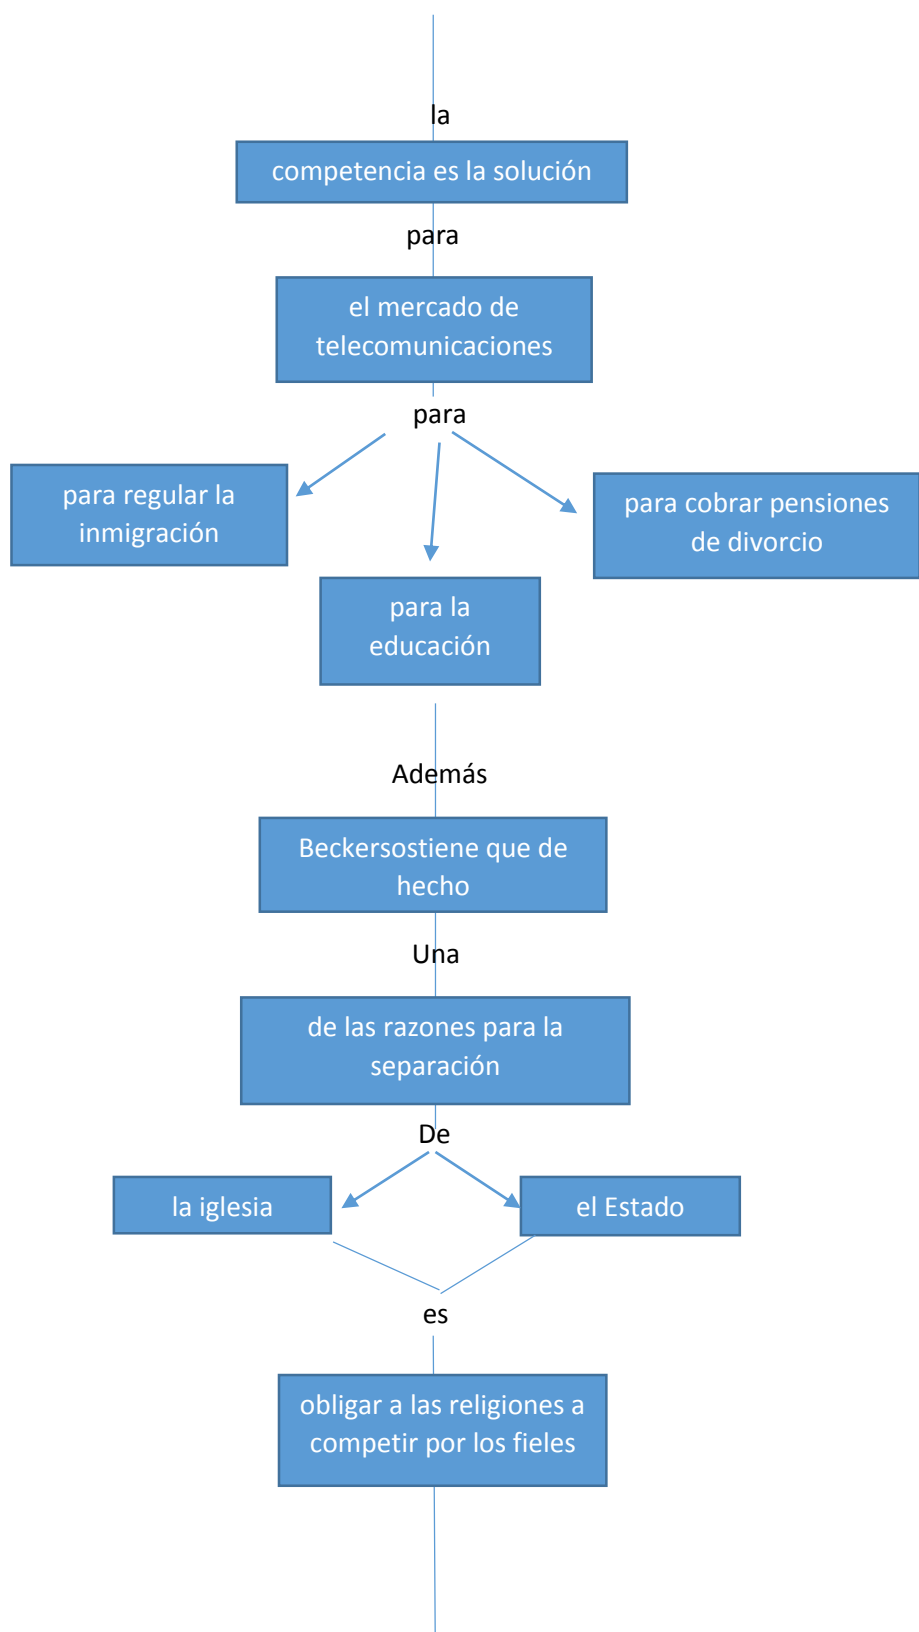 la
competencia es la solución
para
el mercado de
telecomunicaciones
para
para regular la
inmigración
para cobrar pensiones
de divorcio
para la
educación
Además
Beckersostiene que de
hecho
Una
de las razones para la
separación
De
la iglesia
el Estado
es
obligar a las religiones a
competir por los fieles